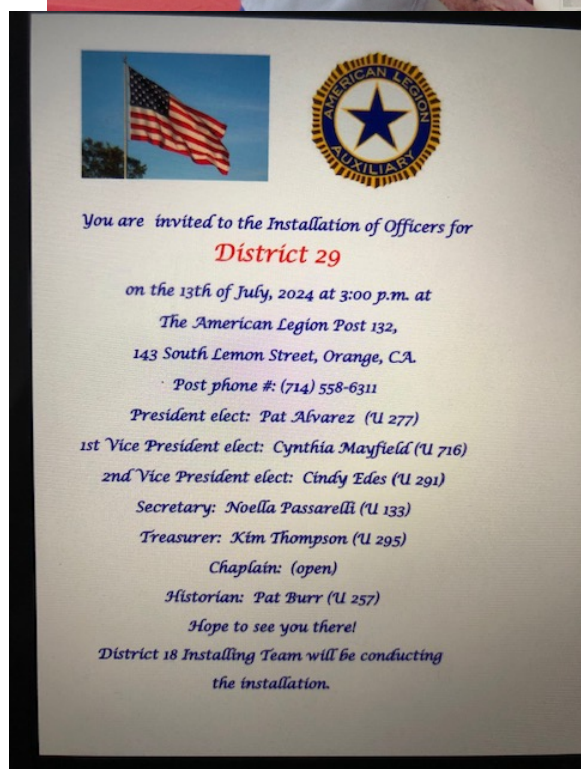 AMERICAN LEGION
AUXILIARY
You are invited to the Installation of Officers for
District 29
on the 13th of July, 2024 at 3:00 p.m. at
The American Legion Post 132,
143 South Lemon Street, Orange, CA.
Post phone #: (714) 558-6311
President elect: Pat Alvarez (U 277)
1st Vice President elect: Cynthia Mayfield (U 716)
2nd Vice President elect: Cindy Edes (U 291)
Secretary: Noella Passarelli (U 133)
Treasurer: Kim Thompson (U 295)
Chaplain: (open)
Historian: Pat Burr (U 257)
Hope to see you there!
District 18 Installing Team will be conducting
the installation.